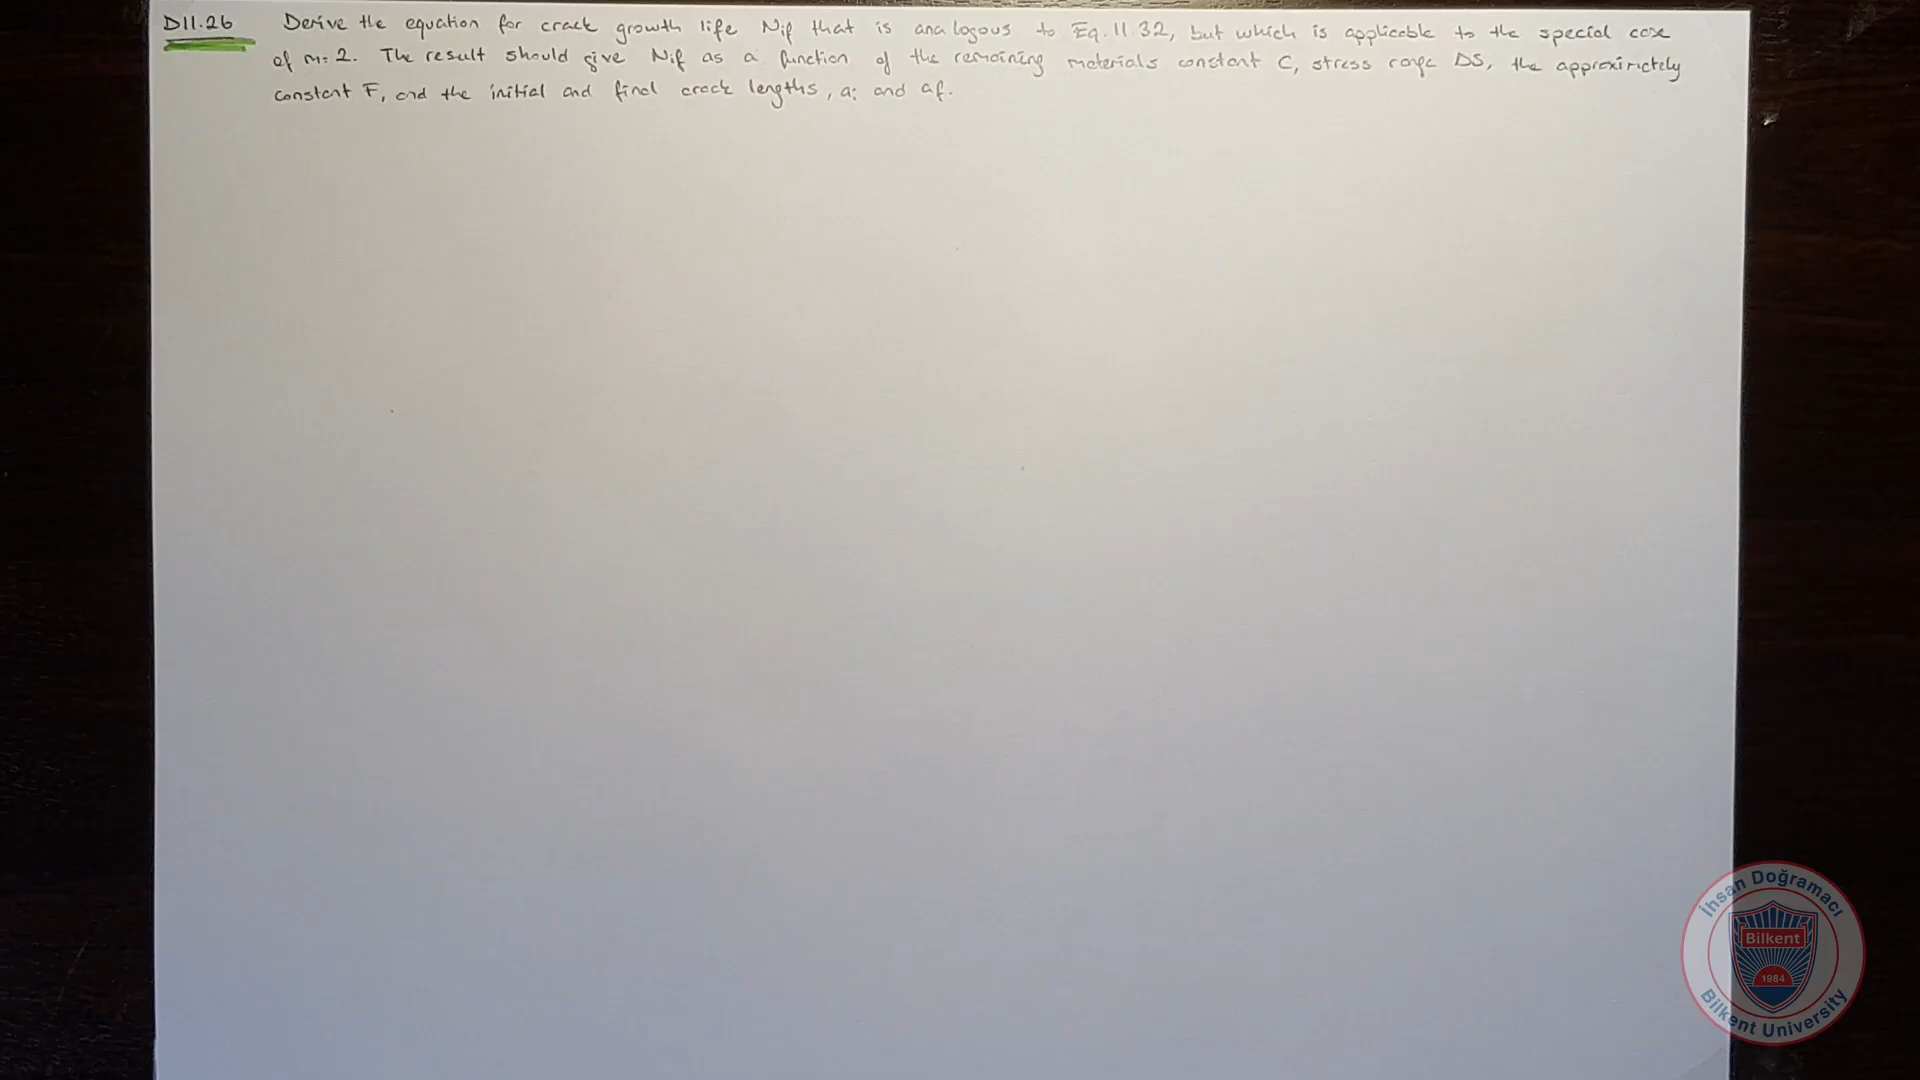 D11.26 Derive the equation for crack growth life Nif that is analogous to Eq. 11.32, but which is applicable to the special case
of m=2. The result should give Nif as a function of the remaining materials constant C, stress range DS, the approximately
constant F, and the initial and final crack lengths, ai and af.
İhsan Doğramacı
Bilkent
1984
Bilkent University